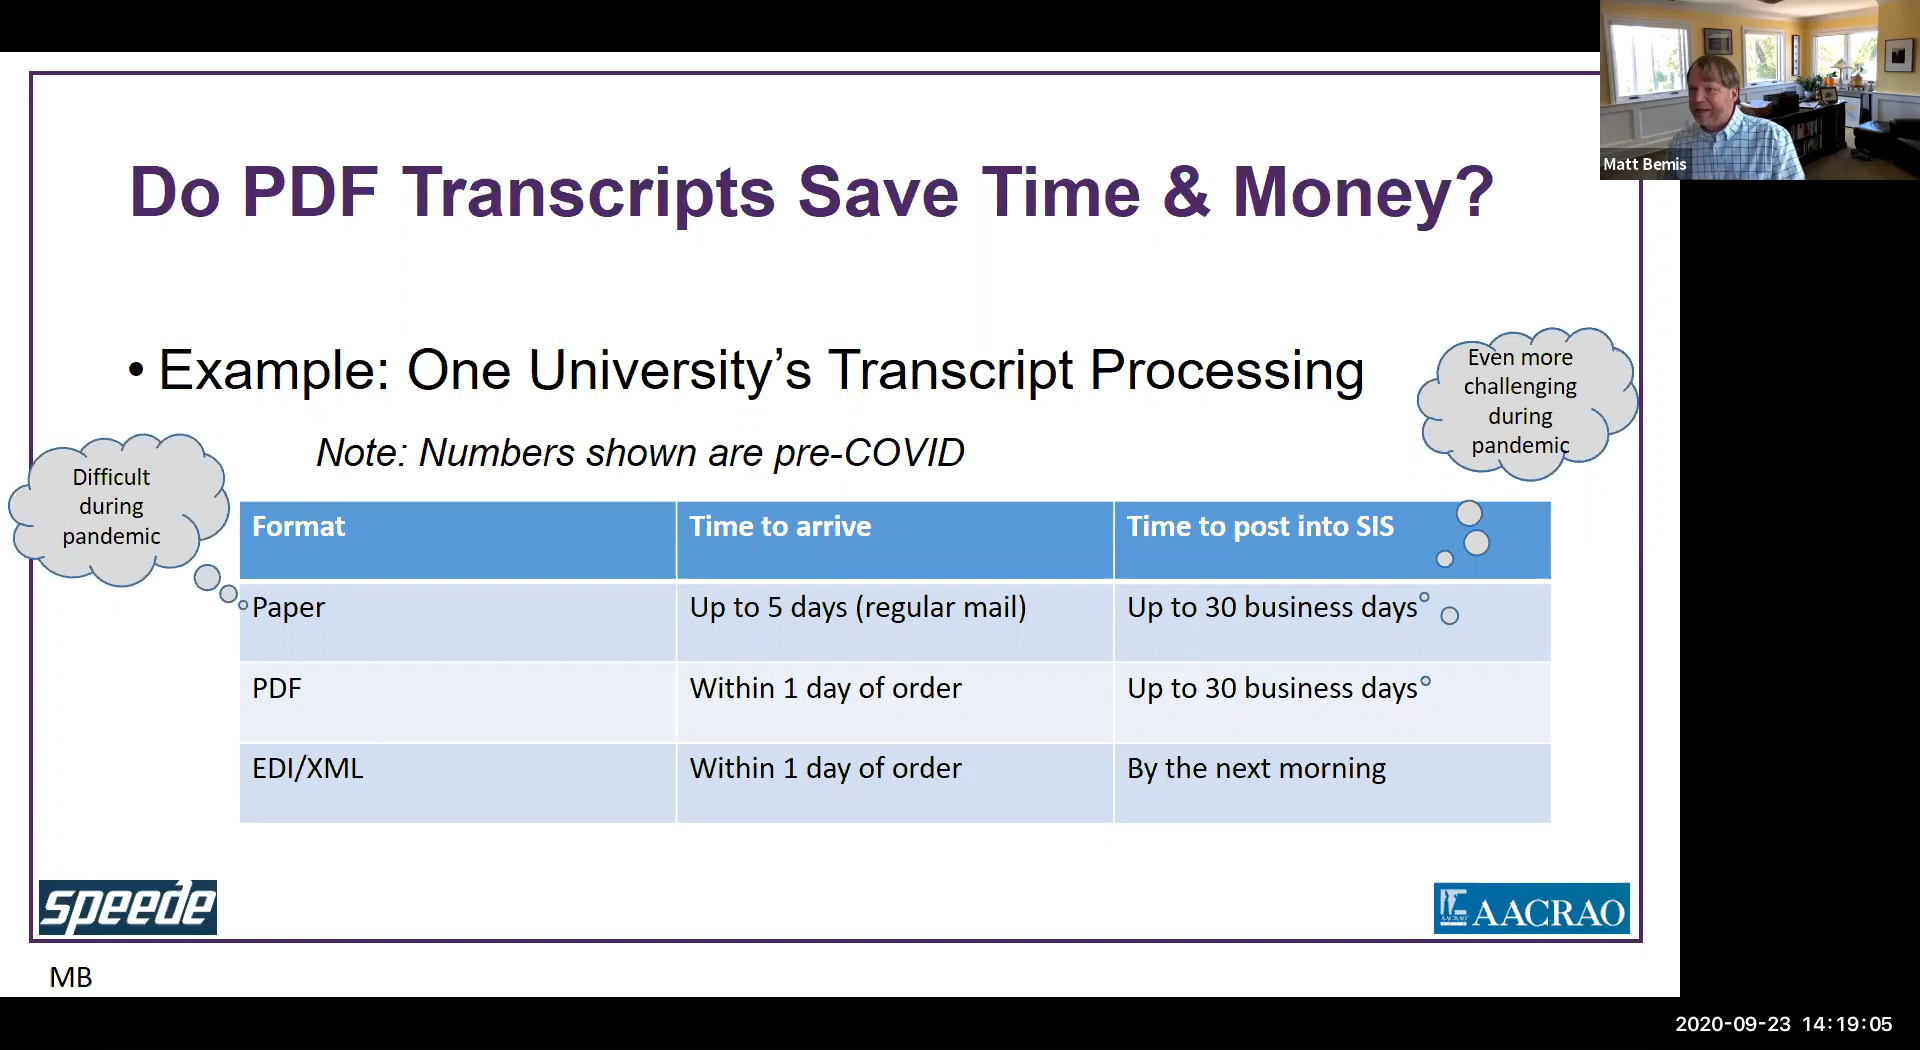 Matt Bemis
Do PDF Transcripts Save Time & Money?
• Example: One University’s Transcript Processing
Even more
challenging
during
pandemic
Note: Numbers shown are pre-COVID
Difficult
during
pandemic
Format Time to arrive Time to post into SIS
Paper Up to 5 days (regular mail) Up to 30 business days
PDF Within 1 day of order Up to 30 business days
EDI/XML Within 1 day of order By the next morning
speede
AACRAO
MB
2020-09-23 14:19:05